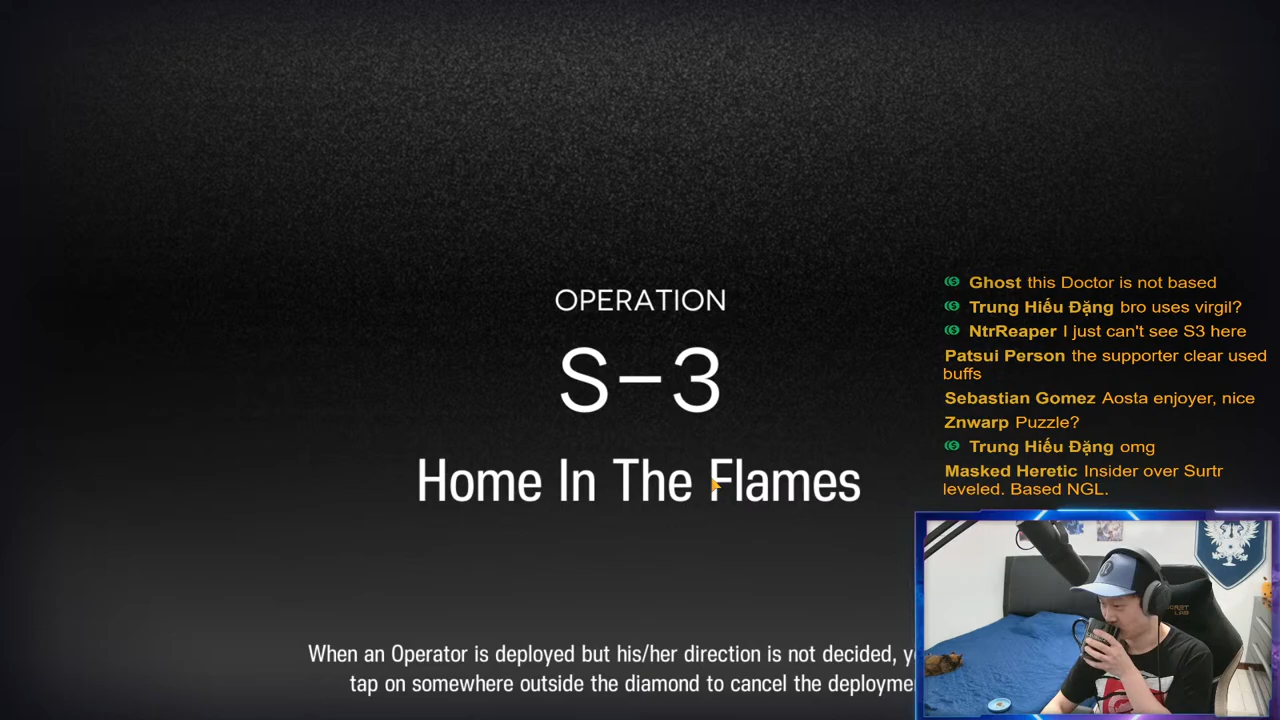 OPERATION
S-3
Home In The Flames
When an Operator is deployed but his/her direction is not decided,
tap on somewhere outside the diamond to cancel the
Ghost this Doctor is not based
Trung Hiếu Đặng bro uses virgil?
NtrReaper I just can't see S3 here
Patsui Person the supporter clear used
buffs
Sebastian Gomez Aosta enjoyer, nice
Znwarp Puzzle?
Trung Hiếu Đặng omg
Masked Heretic Insider over Surtr
leveled. Based NGL.